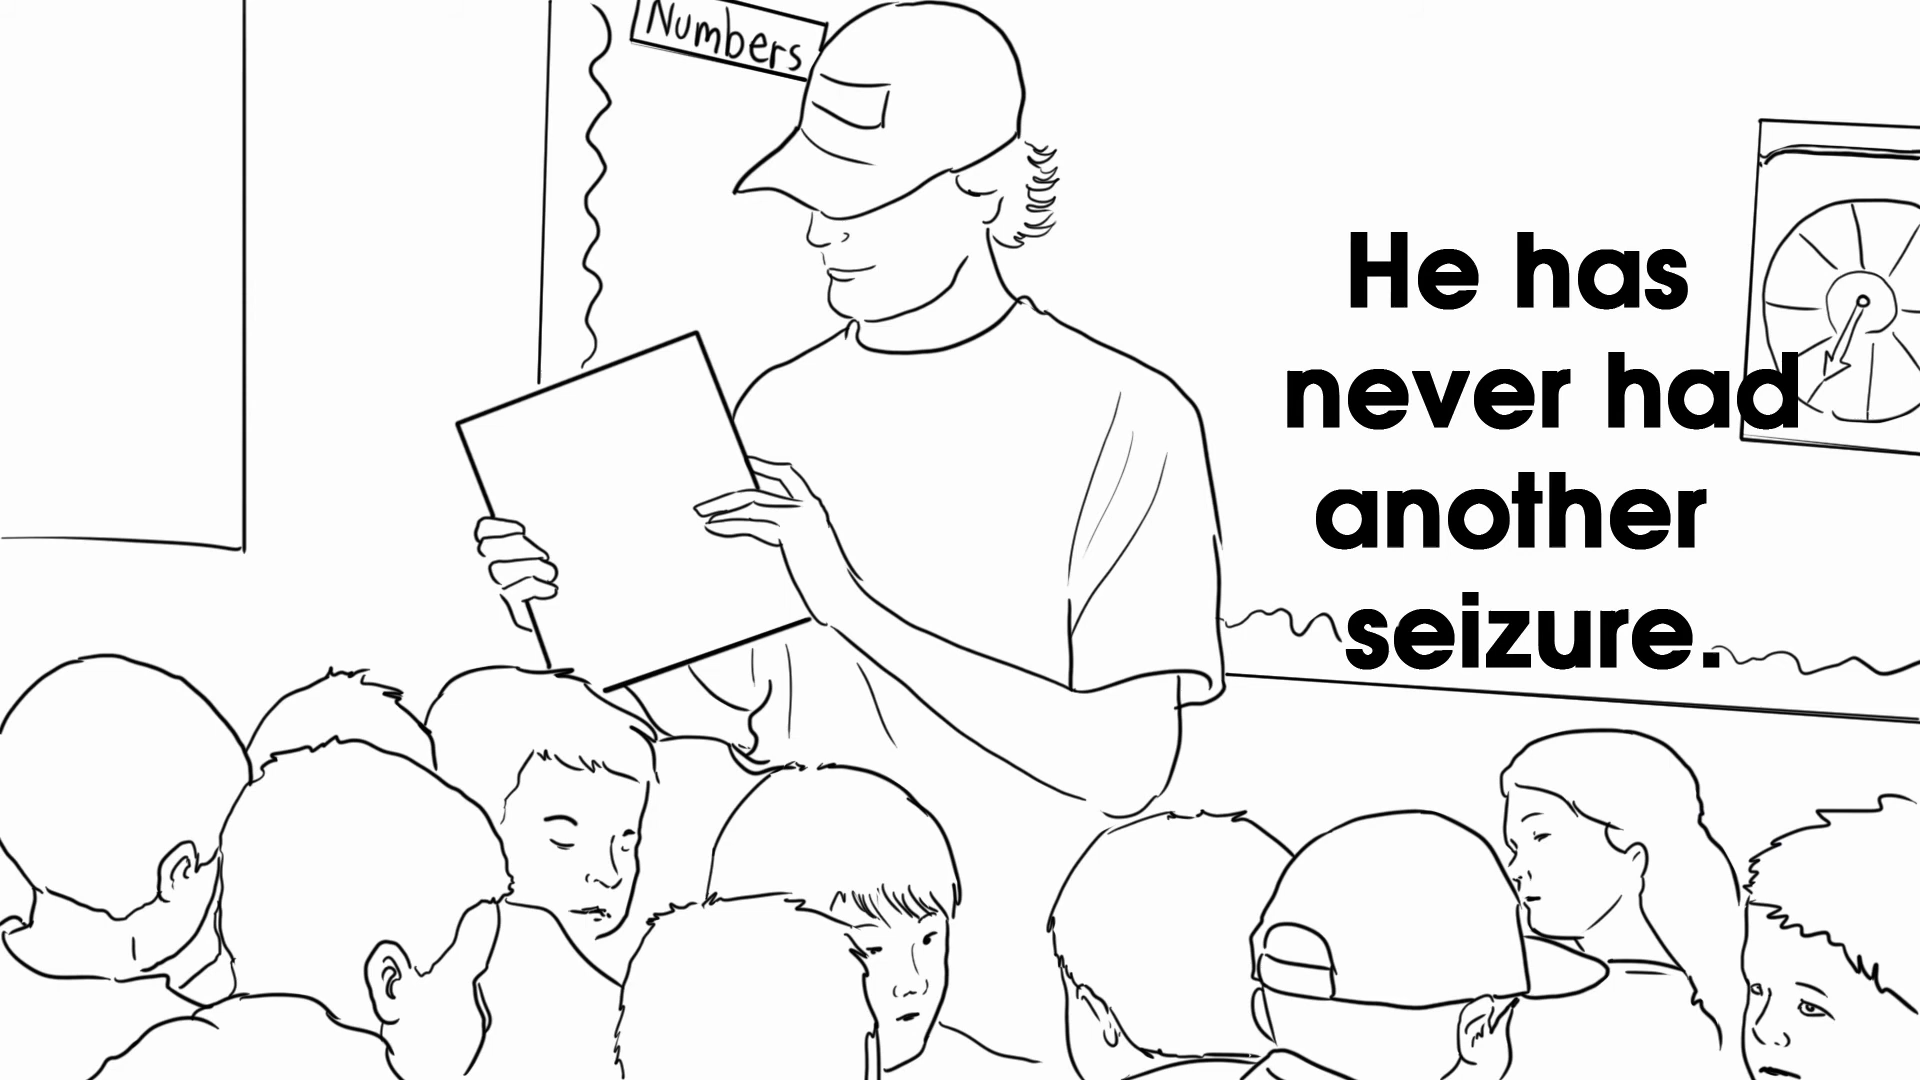 Numbers
He has
never had
another
seizure.